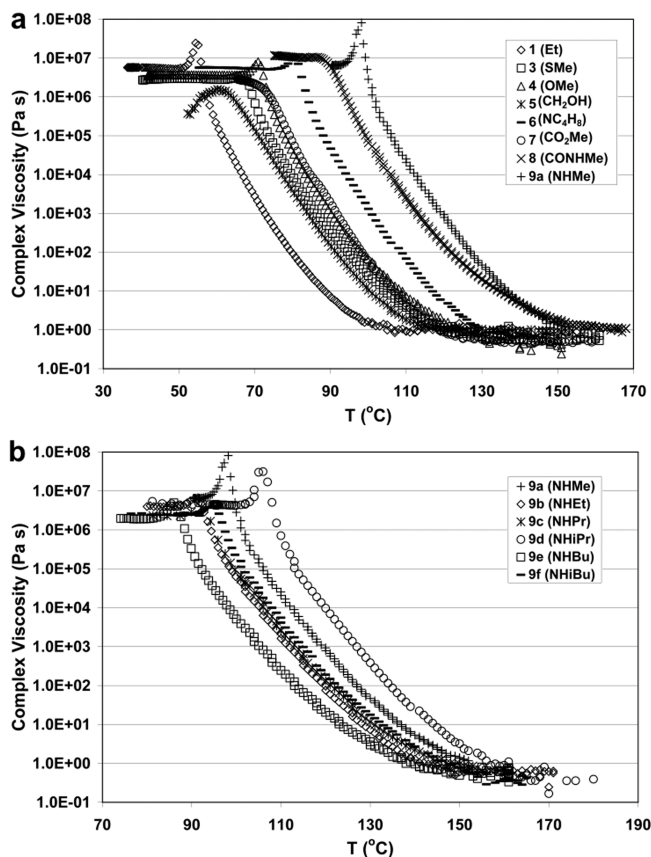 a
1.0E+08
1.0E+07
1.0E+06
1.0E+05
1.0E+04
1.0E+03
1.0E+02
1.0E+01
1.0E+00
1.0E-01
Complex Viscosity (Pa s)
1 (Et)
3 (SMe)
4 (OMe)
5 (CH2OH)
6 (NC4H8)
7 (CO2Me)
8 (CONHMe)
9a (NHMe)
30 50 70 90 110 130 150 170
T (°C)
b
1.0E+08
1.0E+07
1.0E+06
1.0E+05
1.0E+04
1.0E+03
1.0E+02
1.0E+01
1.0E+00
1.0E-01
Complex Viscosity (Pa s)
9a (NHMe)
9b (NHEt)
9c (NHPr)
9d (NHiPr)
9e (NHBu)
9f (NHiBu)
70 90 110 130 150 170 190
T (°C)